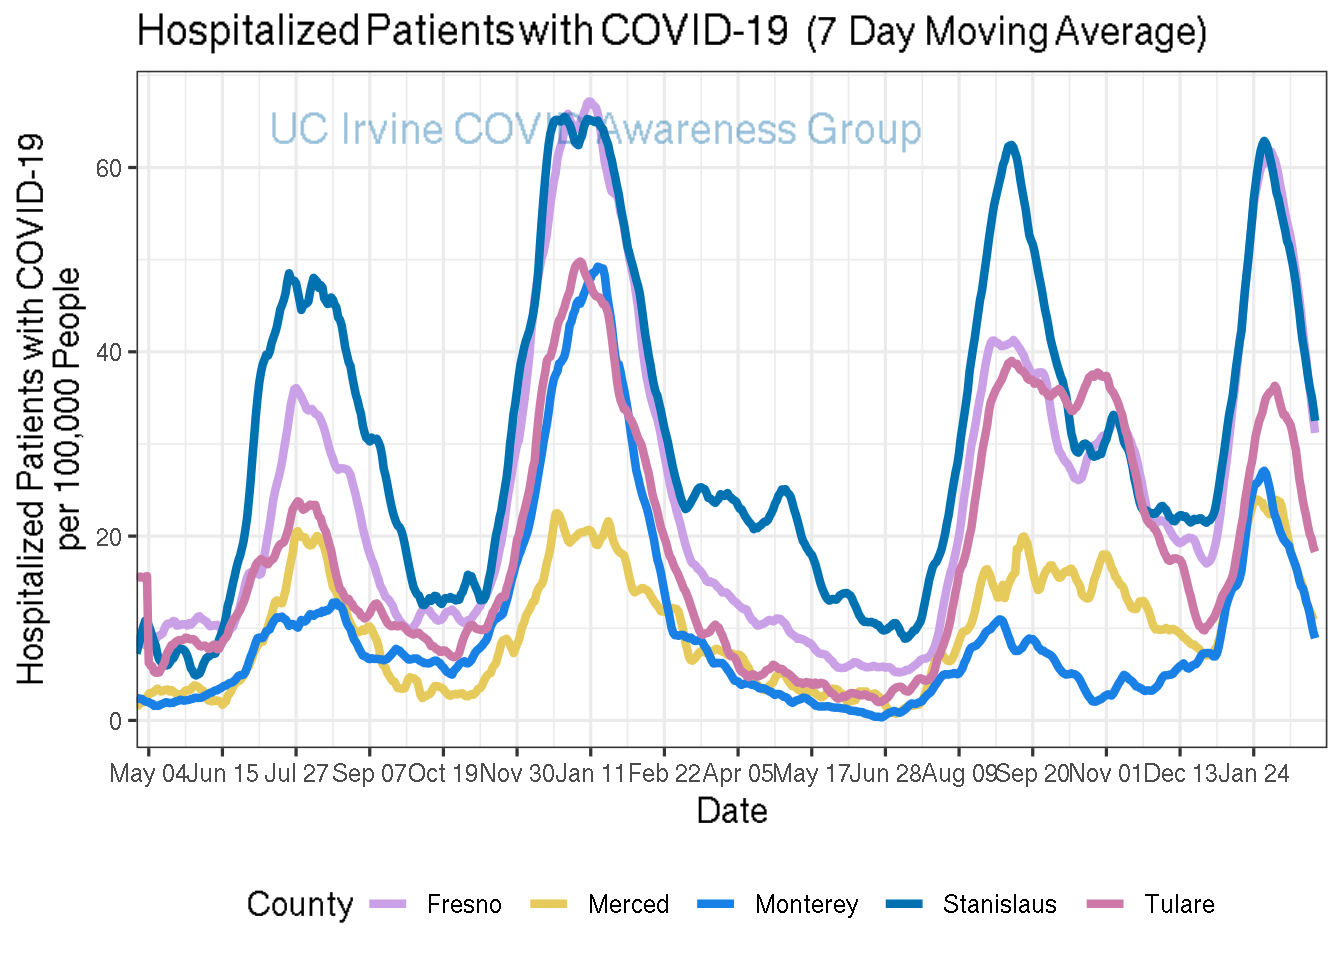 Hospitalized Patients with COVID-19 (7 Day Moving Average)
UC Irvine COVID Awareness Group
Hospitalized Patients with COVID-19
per 100,000 People
60
40
20
0
May 04 Jun 15 Jul 27 Sep 07 Oct 19 Nov 30 Jan 11 Feb 22 Apr 05 May 17 Jun 28 Aug 09 Sep 20 Nov 01 Dec 13 Jan 24
Date
County Fresno Merced Monterey Stanislaus Tulare